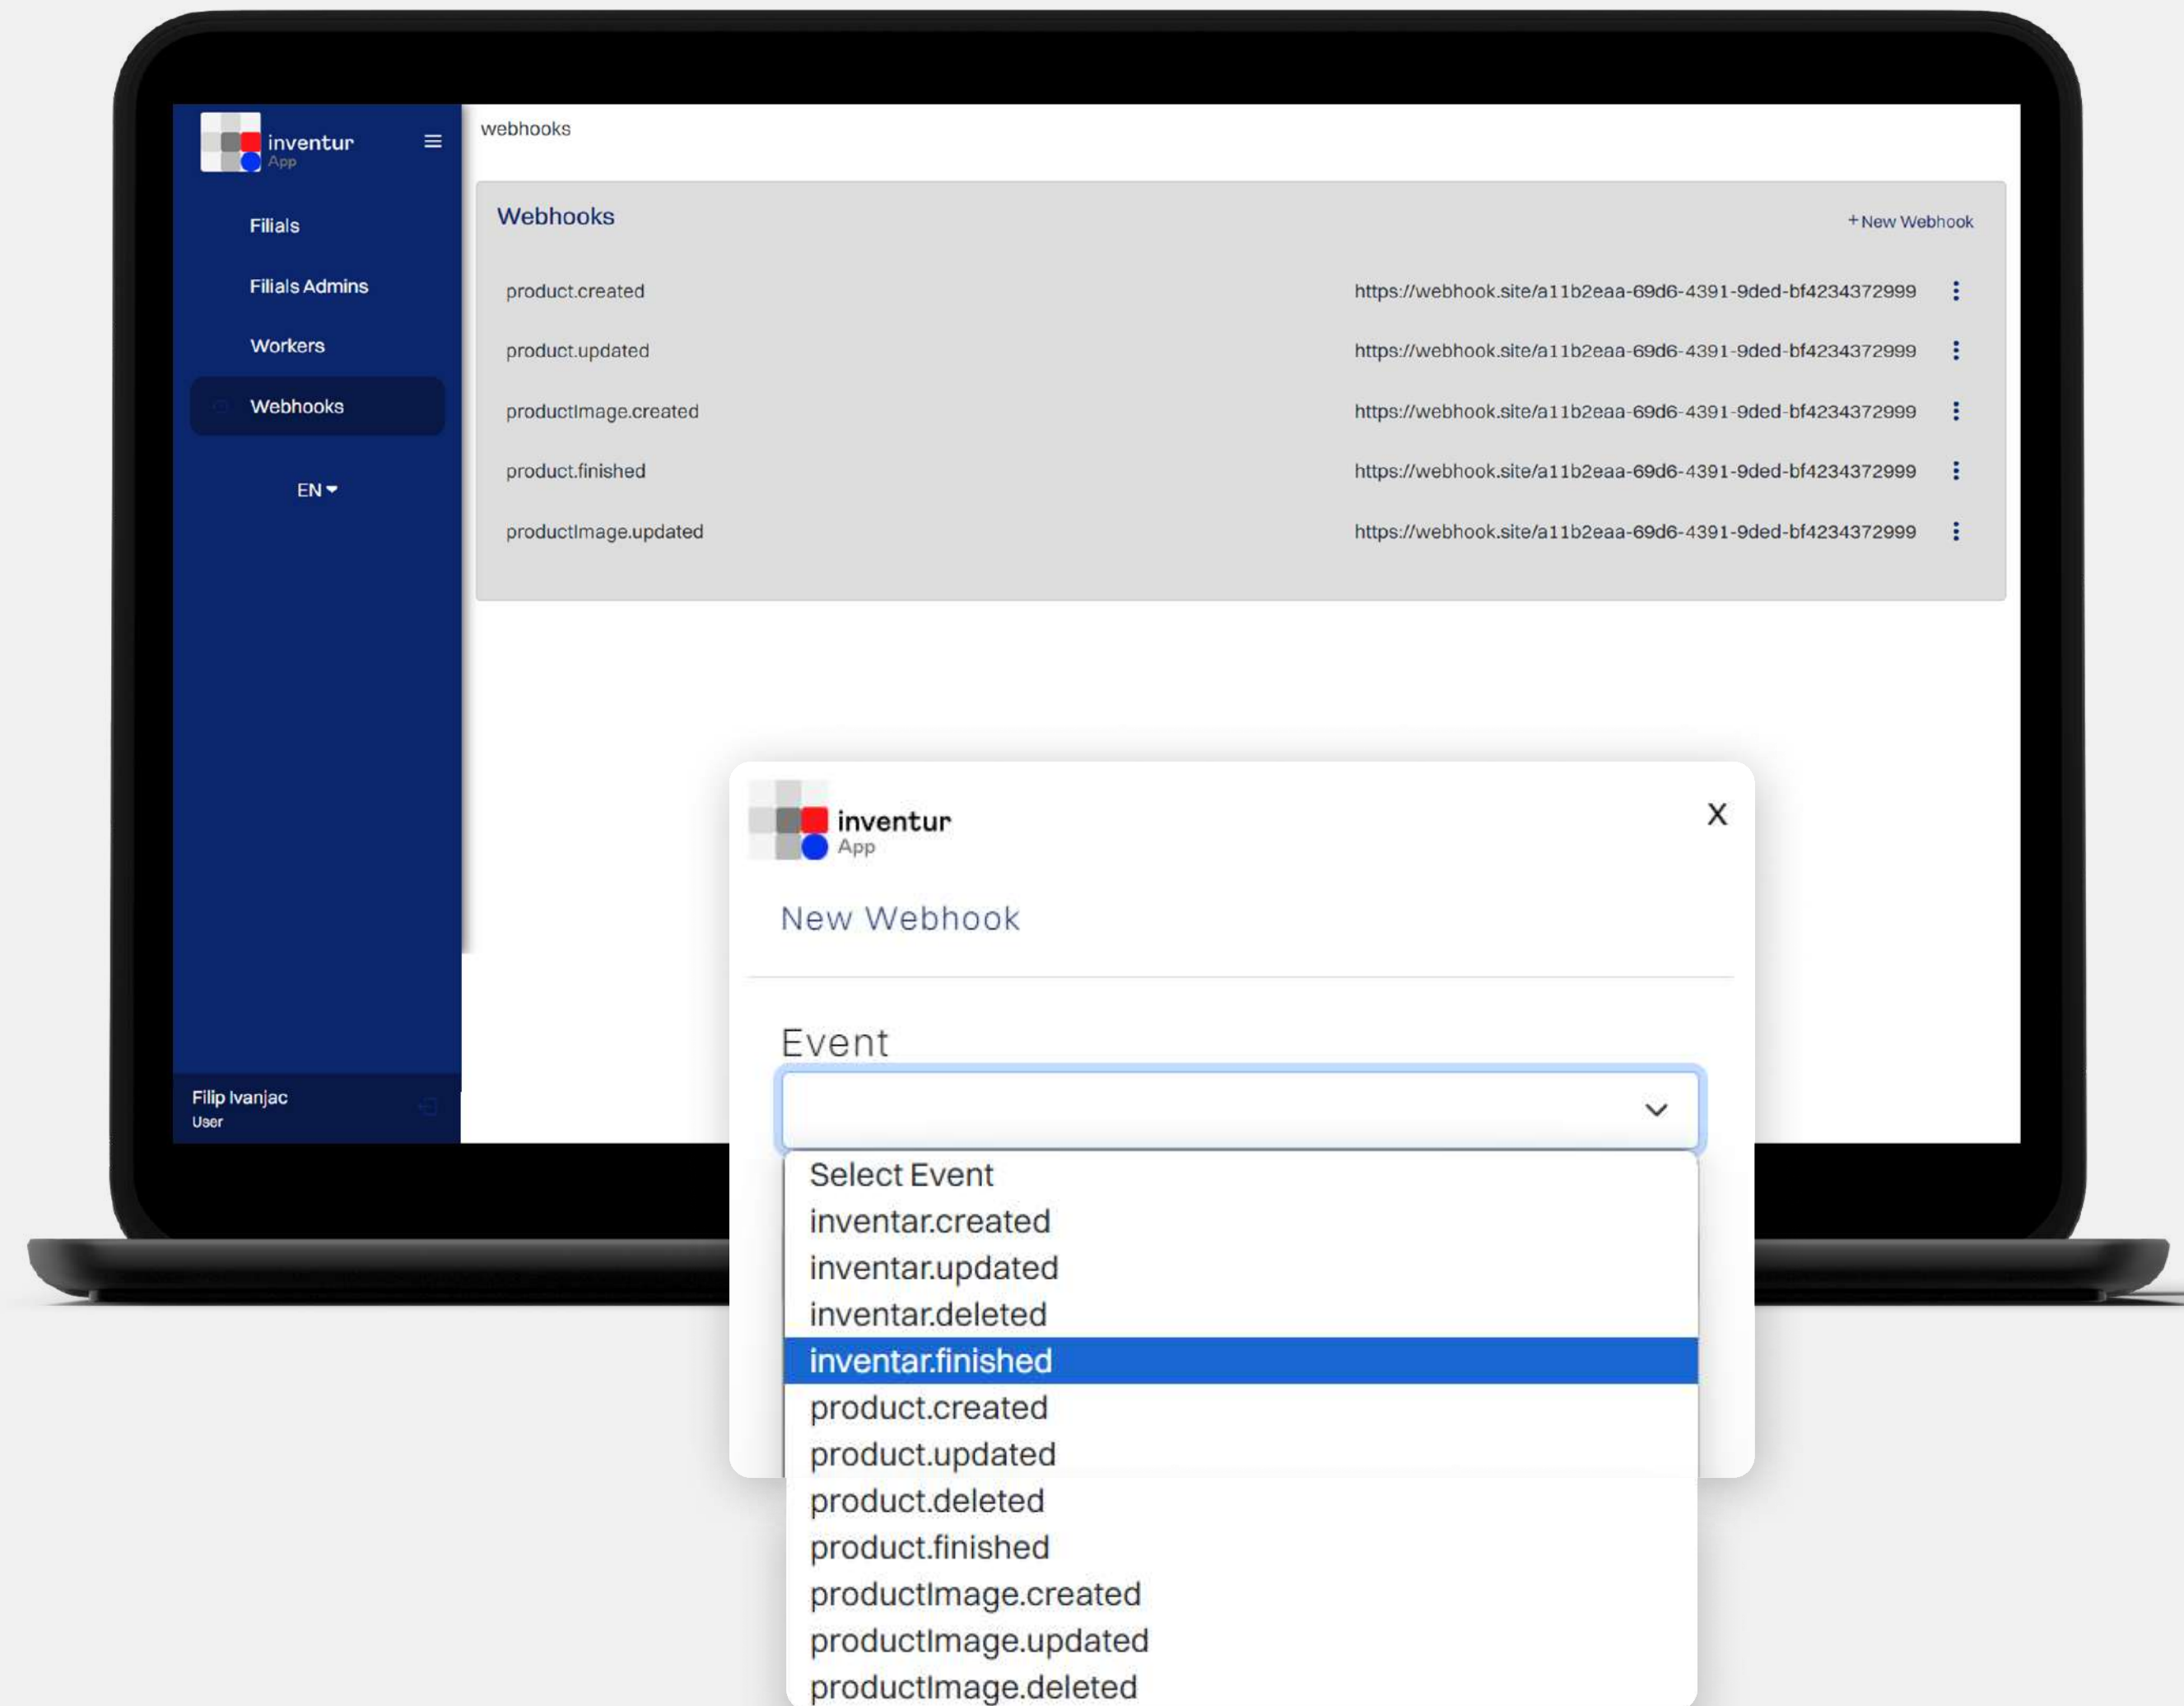 inventur
App
Filials
Filials Admins
Workers
Webhooks
EN
Filip Ivanjac
User
webhooks
Webhooks
+ New Webhook
product.created https://webhook.site/a11b2eaa-69d6-4391-9ded-bf4234372999
product.updated https://webhook.site/a11b2eaa-69d6-4391-9ded-bf4234372999
productImage.created https://webhook.site/a11b2eaa-69d6-4391-9ded-bf4234372999
product.finished https://webhook.site/a11b2eaa-69d6-4391-9ded-bf4234372999
productImage.updated https://webhook.site/a11b2eaa-69d6-4391-9ded-bf4234372999
inventur
App
X
New Webhook
Event
Select Event
inventar.created
inventar.updated
inventar.deleted
inventar.finished
product.created
product.updated
product.deleted
product.finished
productImage.created
productImage.updated
productImage.deleted